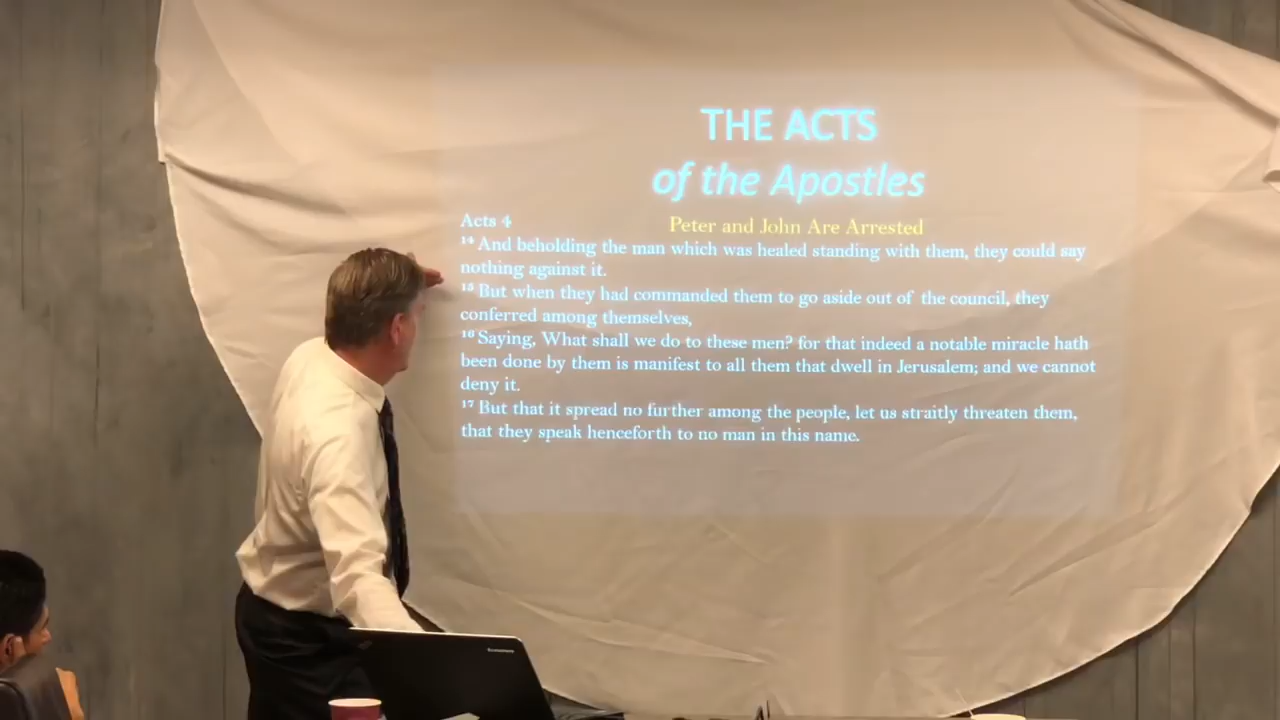 THE ACTS
of the Apostles
Acts 4
Peter and John Are Arrested
14 And beholding the man which was healed standing with them, they could say
nothing against it.
15 But when they had commanded them to go aside out of the council, they
conferred among themselves,
16 Saying, What shall we do to these men? for that indeed a notable miracle hath
been done by them is manifest to all them that dwell in Jerusalem; and we cannot
deny it.
17 But that it spread no further among the people, let us straitly threaten them,
that they speak henceforth to no man in this name.
lenovo